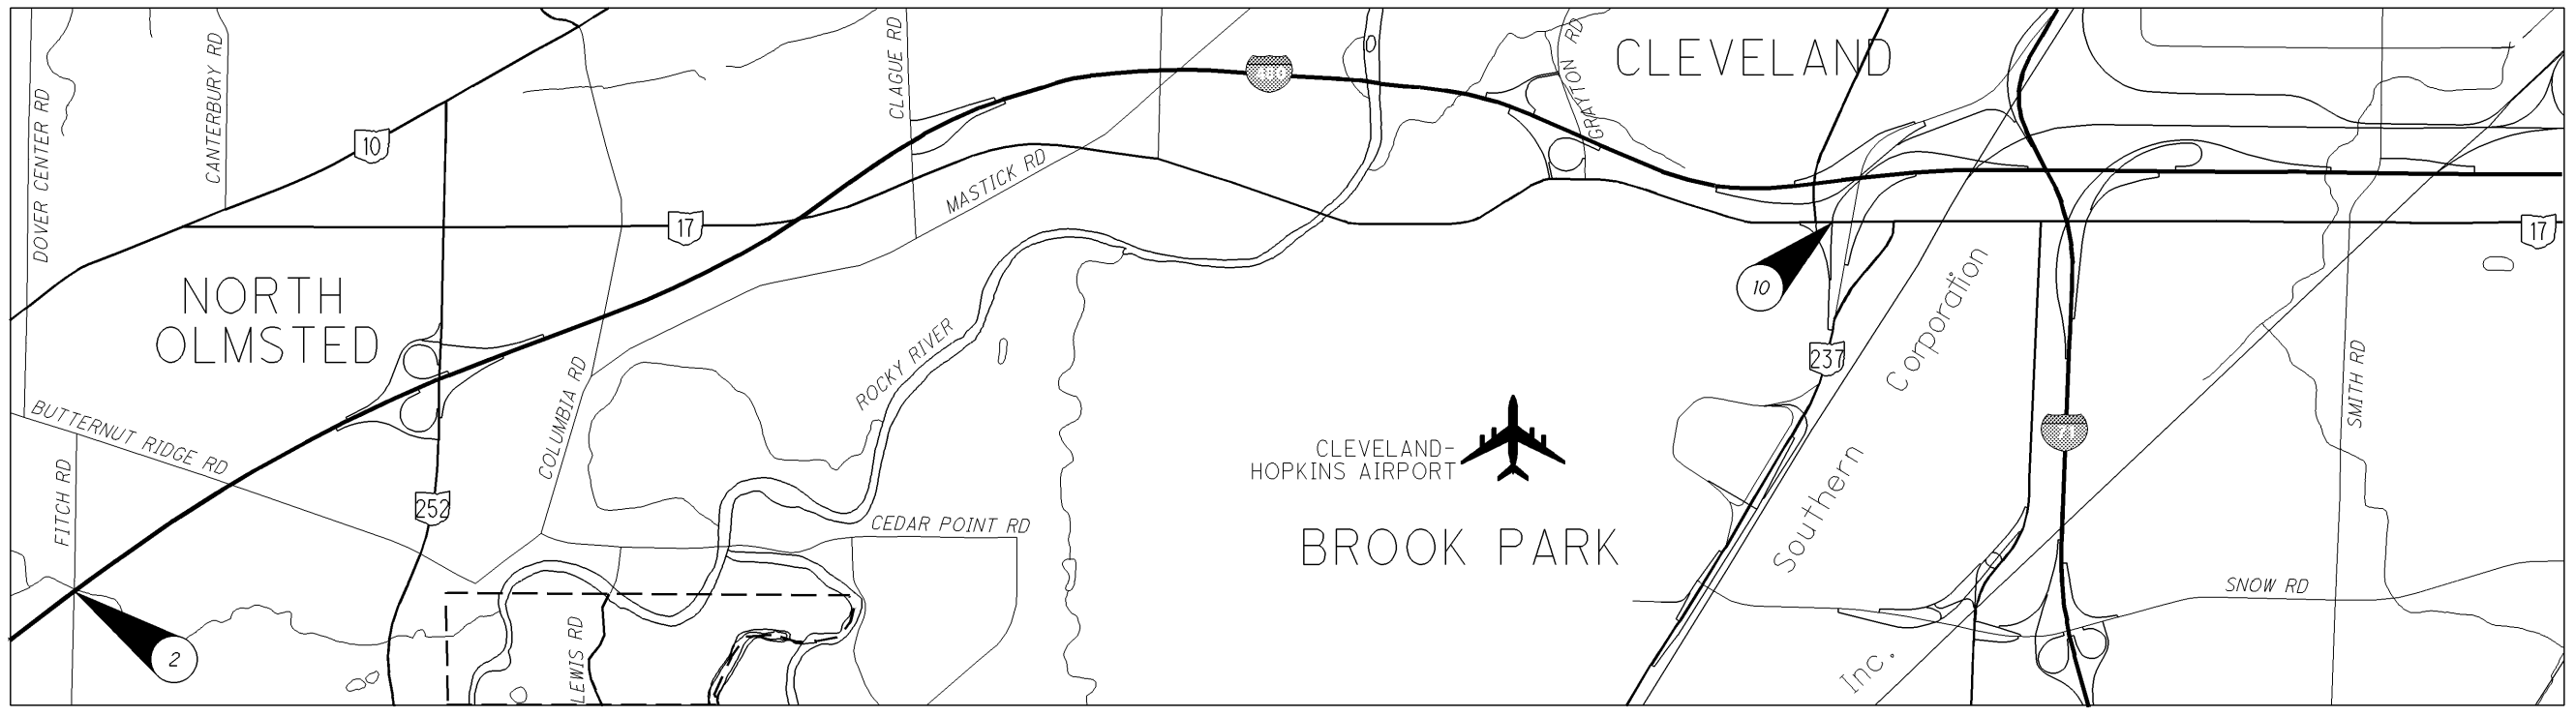 DOVER CENTER RD
CANTERBURY RD
10
CLAGUE RD
480
GRAYTON RD
CLEVELAND
MASTICK RD
17
17
NORTH
OLMSTED
10
237
Southern
Corporation
Inc.
SMITH RD
ROCKY RIVER
COLUMBIA RD
BUTTERNUT RIDGE RD
FITCH RD
252
71
CLEVELAND-
HOPKINS AIRPORT
BROOK PARK
CEDAR POINT RD
SNOW RD
LEWIS RD
2